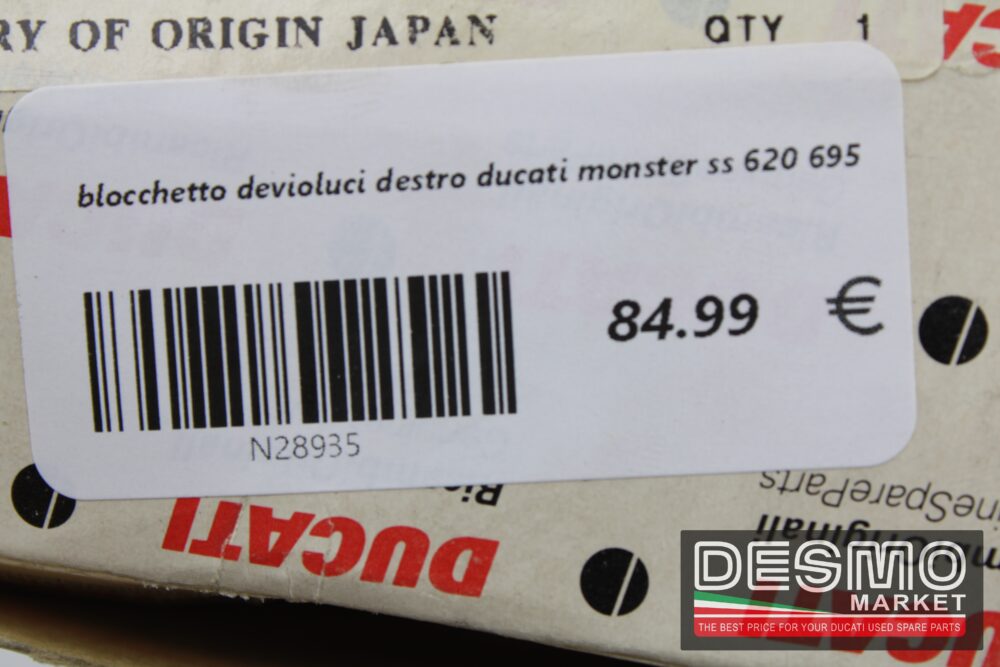 RY OF ORIGIN JAPAN QTY 1
blocchetto devioluci destro ducati monster ss 620 695
84.99 €
N28935
DUCATI
DUCATI
DESMO
MARKET
THE BEST PRICE FOR YOUR DUCATI USED SPARE PARTS